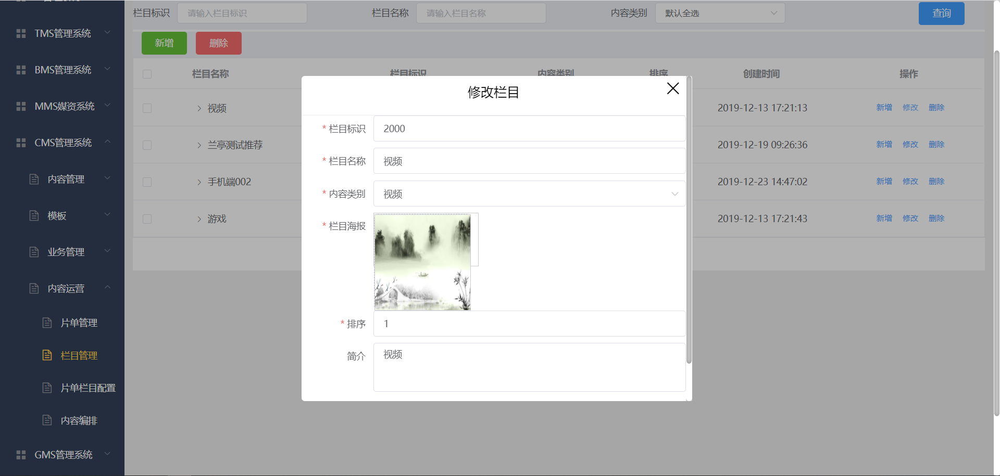 栏目标识 请输入栏目标识 栏目名称 请输入栏目名称 内容类别 默认全选 查询
新增 删除
栏目名称 栏目标识 内容类别 排序 创建时间 操作
视频 2019-12-13 17:21:13 新增 修改 删除
兰亭测试推荐 2019-12-19 09:26:36 新增 修改 删除
手机端002 2019-12-23 14:47:02 新增 修改 删除
游戏 2019-12-13 17:21:43 新增 修改 删除
TMS管理系统
BMS管理系统
MMS媒资系统
CMS管理系统
内容管理
模板
业务管理
内容运营
片单管理
栏目管理
片单栏目配置
内容编排
GMS管理系统
修改栏目
* 栏目标识 2000
* 栏目名称 视频
* 内容类别 视频
* 栏目海报
* 排序 1
简介 视频